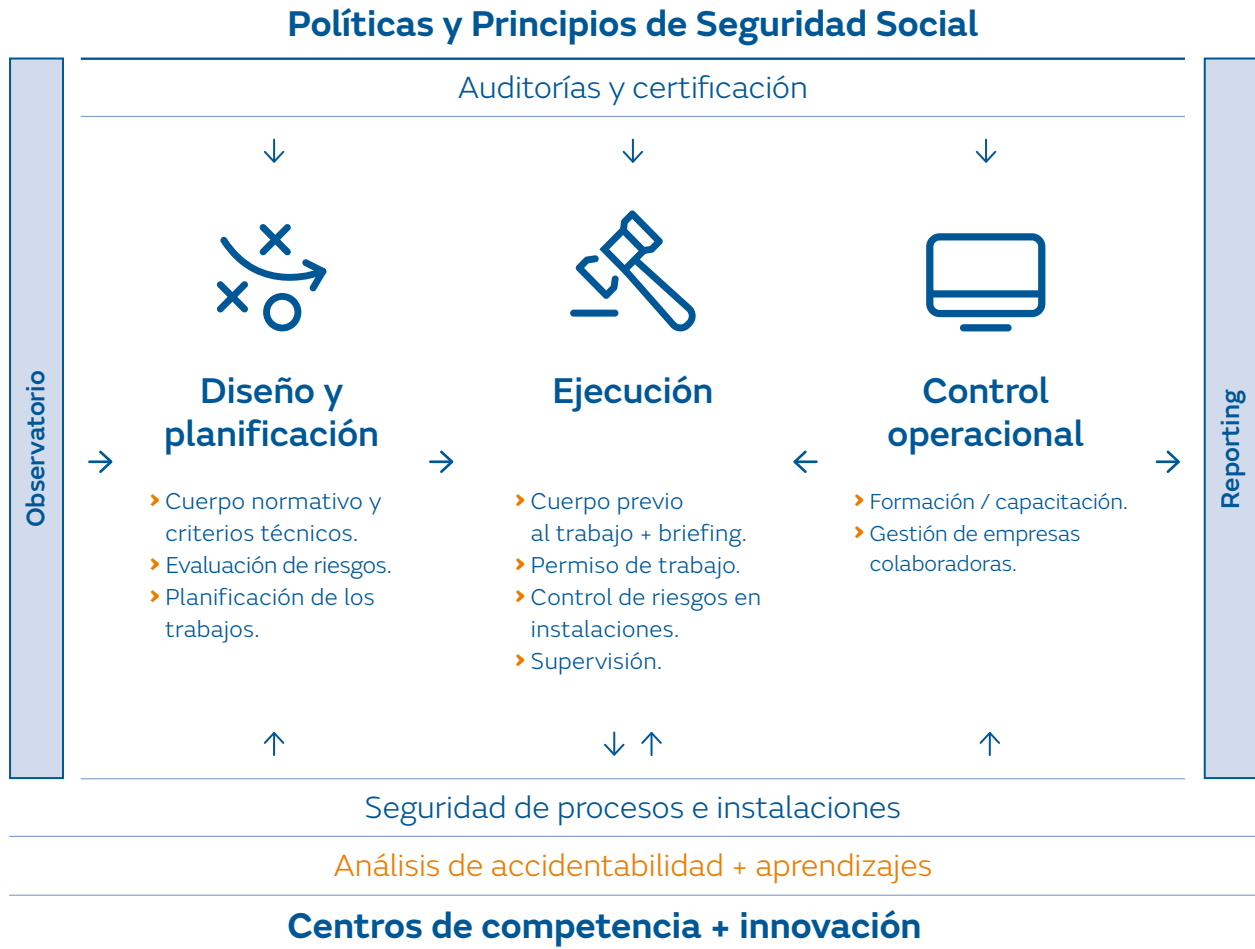 Políticas y Principios de Seguridad Social
Auditorías y certificación
Observatorio
Diseño y
planificación
Cuerpo normativo y
criterios técnicos.
Evaluación de riesgos.
Planificación de los
trabajos.
Ejecución
Cuerpo previo
al trabajo + briefing.
Permiso de trabajo.
Control de riesgos en
instalaciones.
Supervisión.
Control
operacional
Formación / capacitación.
Gestión de empresas
colaboradoras.
Reporting
Seguridad de procesos e instalaciones
Análisis de accidentabilidad + aprendizajes
Centros de competencia + innovación